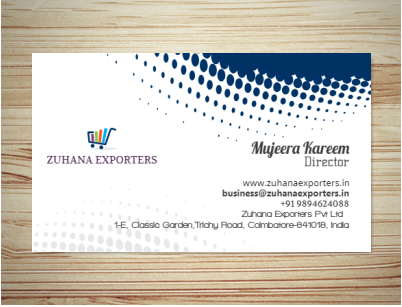 ZUHANA EXPORTERS
Mujeera Kareem
Director
www.zuhanaexporters.in
business@zuhanaexporters.in
+91 9894624088
Zuhana Exporters Pvt Ltd
1-E, Classic Garden,Trichy Road, Coimbarore-641018, India